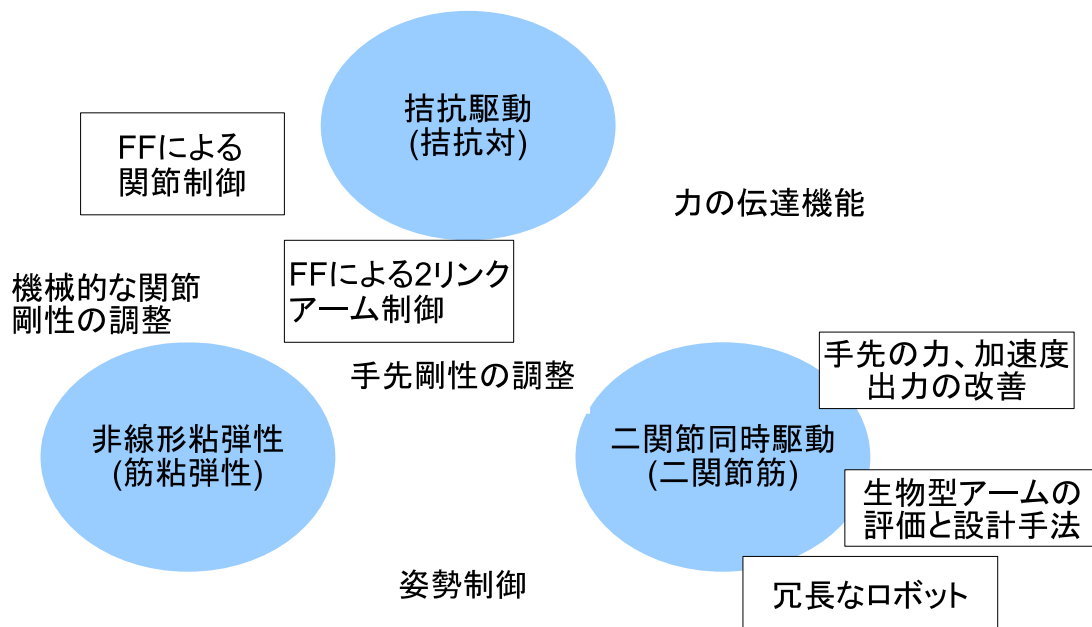 拮抗駆動
(拮抗対)
FFによる
関節制御
力の伝達機能
FFによる2リンク
アーム制御
機械的な関節
剛性の調整
手先剛性の調整
手先の力、加速度
出力の改善
非線形粘弾性
(筋粘弾性)
二関節同時駆動
(二関節筋)
生物型アームの
評価と設計手法
姿勢制御
冗長なロボット